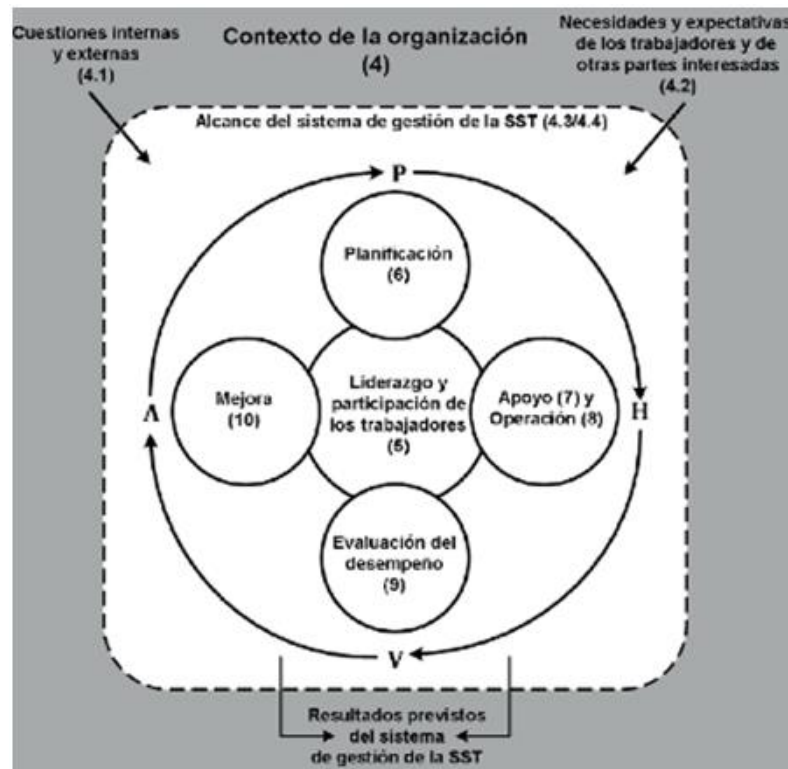 Cuestiones internas
y externas
(4.1)
Contexto de la organización
(4)
Necesidades y expectativas
de los trabajadores y de
otras partes interesadas
(4.2)
Alcance del sistema de gestión de la SST (4.3/4.4)
P
Planificación
(6)
A
Mejora
(10)
Liderazgo y
participación de
los trabajadores
(5)
Apoyo (7) y
Operación (8)
H
Evaluación del
desempeño
(9)
V
Resultados previstos
del sistema
de gestión de la SST